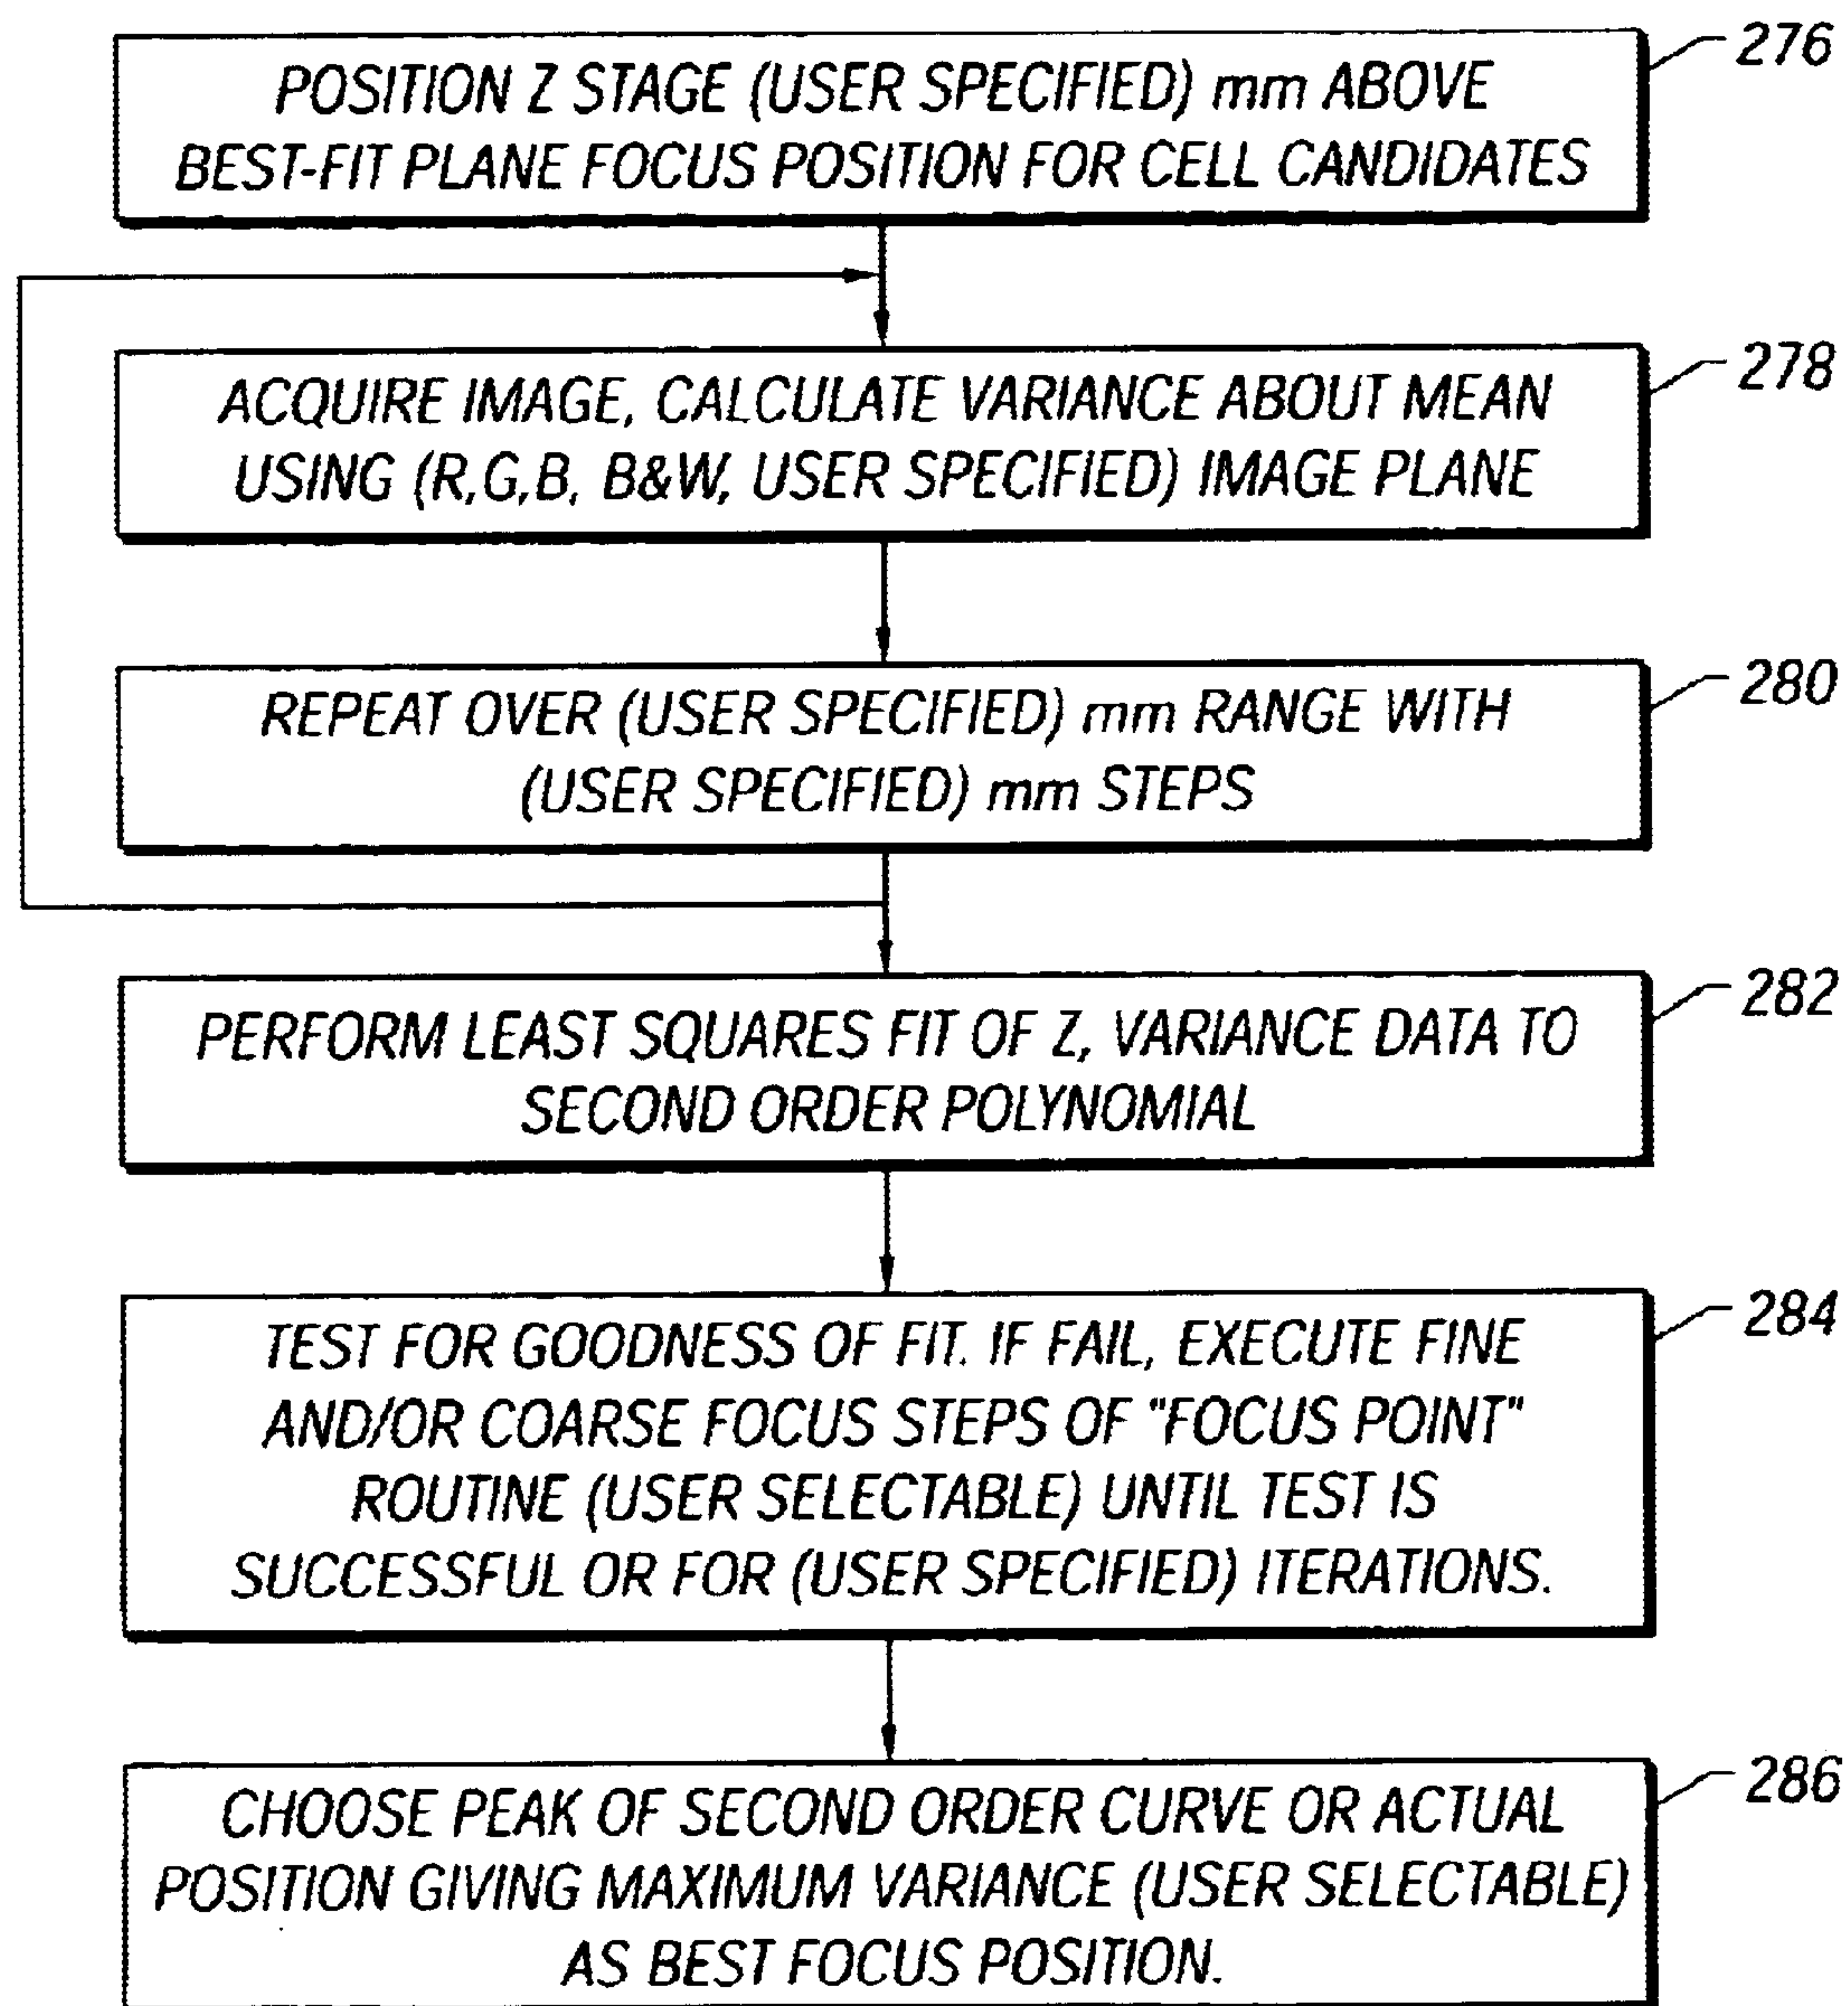 276
POSITION Z STAGE (USER SPECIFIED) mm ABOVE
BEST-FIT PLANE FOCUS POSITION FOR CELL CANDIDATES
278
ACQUIRE IMAGE, CALCULATE VARIANCE ABOUT MEAN
USING (R,G,B, B&W, USER SPECIFIED) IMAGE PLANE
280
REPEAT OVER (USER SPECIFIED) mm RANGE WITH
(USER SPECIFIED) mm STEPS
282
PERFORM LEAST SQUARES FIT OF Z, VARIANCE DATA TO
SECOND ORDER POLYNOMIAL
284
TEST FOR GOODNESS OF FIT. IF FAIL, EXECUTE FINE
AND/OR COARSE FOCUS STEPS OF "FOCUS POINT"
ROUTINE (USER SELECTABLE) UNTIL TEST IS
SUCCESSFUL OR FOR (USER SPECIFIED) ITERATIONS.
286
CHOOSE PEAK OF SECOND ORDER CURVE OR ACTUAL
POSITION GIVING MAXIMUM VARIANCE (USER SELECTABLE)
AS BEST FOCUS POSITION.